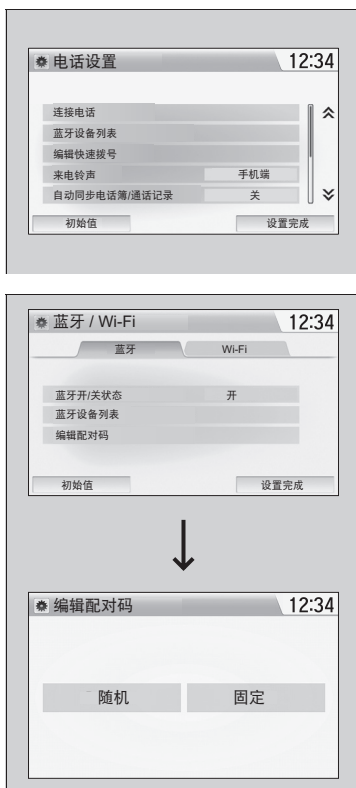 电话设置 12:34
连接电话
蓝牙设备列表
编辑快速拨号
来电铃声 手机端
自动同步电话簿/通话记录 关
初始值 设置完成
蓝牙 / Wi-Fi 12:34
蓝牙 Wi-Fi
蓝牙开/关状态 开
蓝牙设备列表
编辑配对码
初始值 设置完成
编辑配对码 12:34
随机 固定